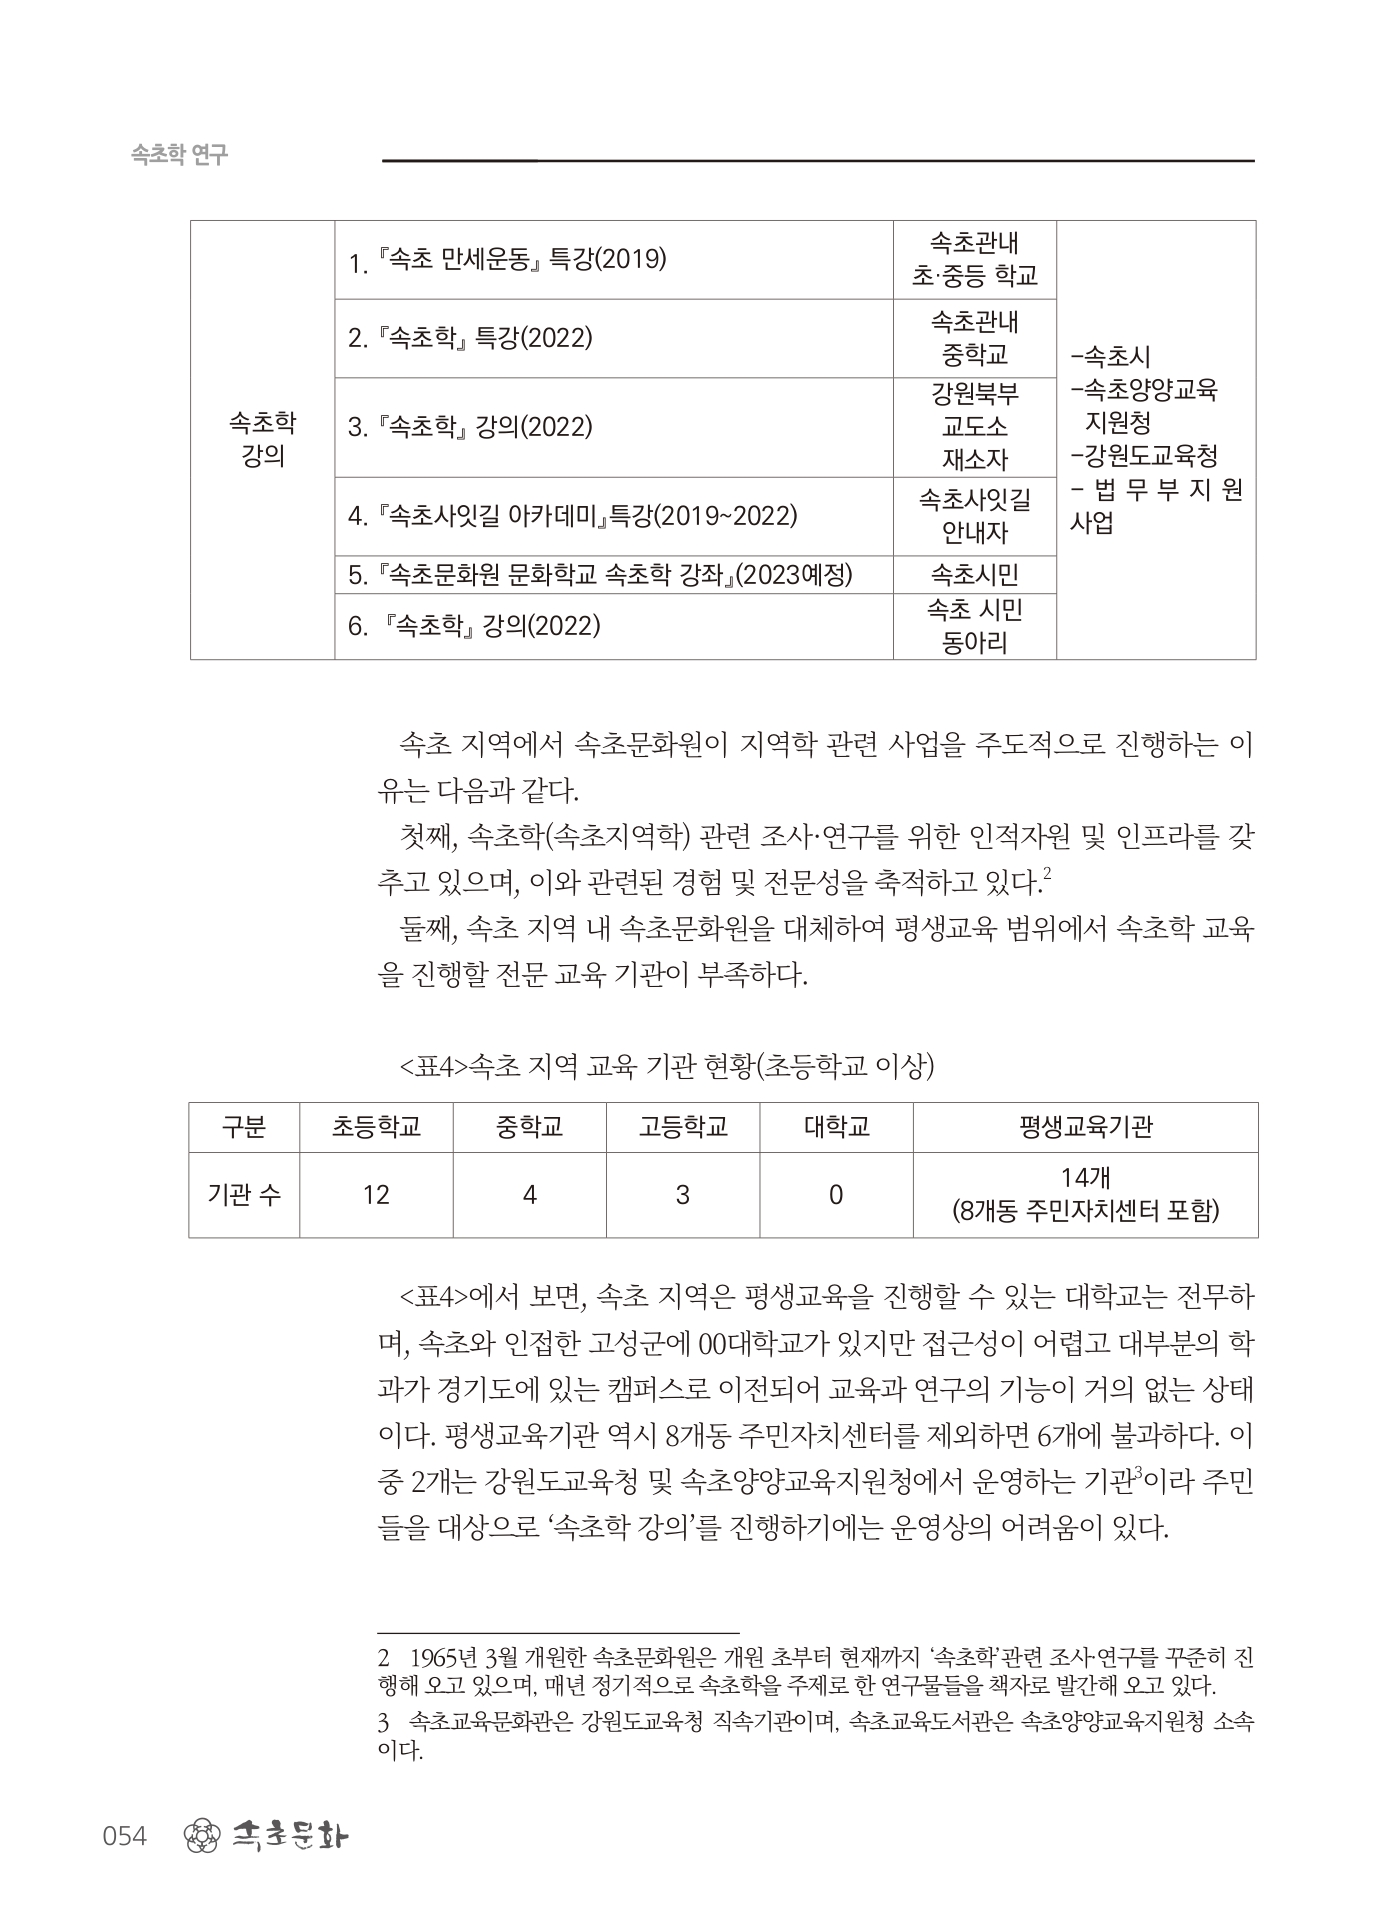 속초학 연구
속초학
강의
1. 『속초 만세운동』 특강(2019)
속초관내
초·중등 학교
2. 『속초학』 특강(2022)
속초관내
중학교
3. 『속초학』 강의(2022)
강원북부
교도소
재소자
4. 『속초사잇길 아카데미』특강(2019~2022)
속초사잇길
안내자
5. 『속초문화원 문화학교 속초학 강좌』(2023예정)
속초시민
6. 『속초학』 강의(2022)
속초 시민
동아리
-속초시
-속초양양교육
지원청
-강원도교육청
- 법 무 부 지 원
사업
속초 지역에서 속초문화원이 지역학 관련 사업을 주도적으로 진행하는 이
유는 다음과 같다.
첫째, 속초학(속초지역학) 관련 조사·연구를 위한 인적자원 및 인프라를 갖
추고 있으며, 이와 관련된 경험 및 전문성을 축적하고 있다.2
둘째, 속초 지역 내 속초문화원을 대체하여 평생교육 범위에서 속초학 교육
을 진행할 전문 교육 기관이 부족하다.
<표4>속초 지역 교육 기관 현황(초등학교 이상)
구분 초등학교 중학교 고등학교 대학교 평생교육기관
기관 수 12 4 3 0 14개
(8개동 주민자치센터 포함)
<표4>에서 보면, 속초 지역은 평생교육을 진행할 수 있는 대학교는 전무하
며, 속초와 인접한 고성군에 00대학교가 있지만 접근성이 어렵고 대부분의 학
과가 경기도에 있는 캠퍼스로 이전되어 교육과 연구의 기능이 거의 없는 상태
이다. 평생교육기관 역시 8개동 주민자치센터를 제외하면 6개에 불과하다. 이
중 2개는 강원도교육청 및 속초양양교육지원청에서 운영하는 기관3이라 주민
들을 대상으로 ‘속초학 강의’를 진행하기에는 운영상의 어려움이 있다.
2 1965년 3월 개원한 속초문화원은 개원 초부터 현재까지 ‘속초학’관련 조사·연구를 꾸준히 진
행해 오고 있으며, 매년 정기적으로 속초학을 주제로 한 연구물들을 책자로 발간해 오고 있다.
3 속초교육문화관은 강원도교육청 직속기관이며, 속초교육도서관은 속초양양교육지원청 소속
이다.
054 속초문화